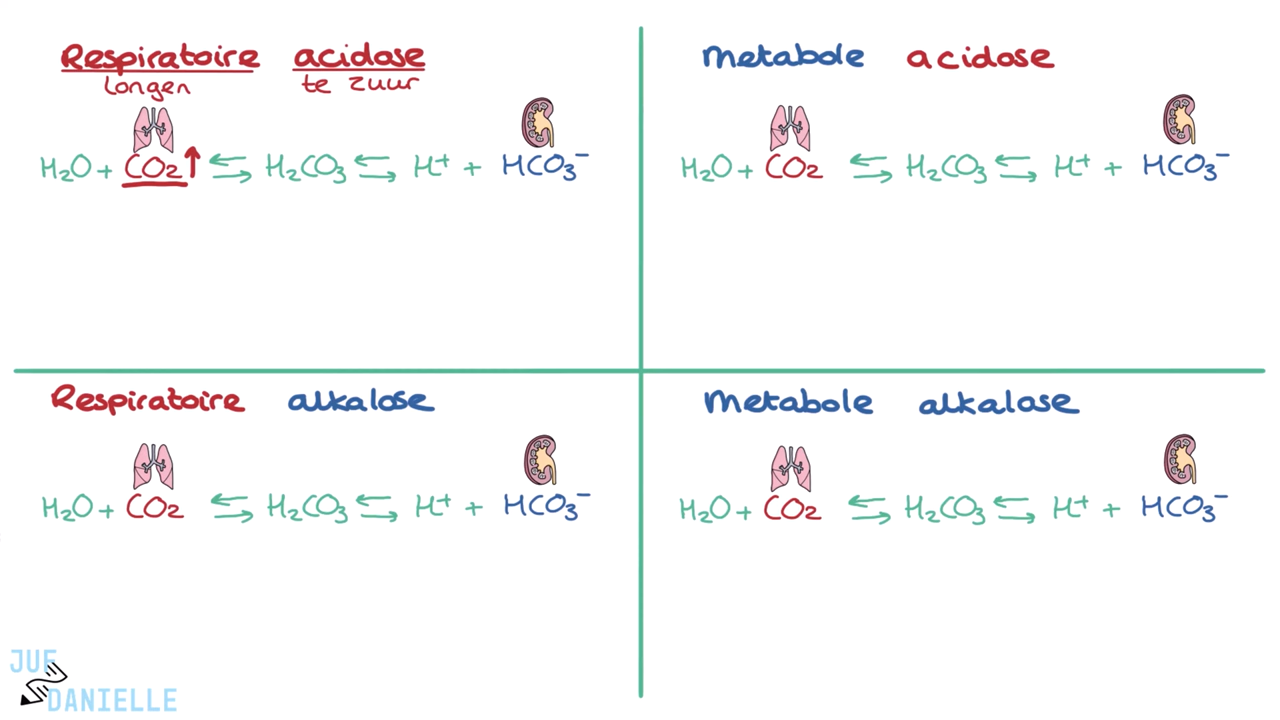 Respiratoire acidose
longen te zuur
H₂O + CO₂ ↑ ⇆ H₂CO₃ ⇆ H⁺ + HCO₃⁻
Metabole acidose
H₂O + CO₂ ⇆ H₂CO₃ ⇆ H⁺ + HCO₃⁻
Respiratoire alkalose
H₂O + CO₂ ⇆ H₂CO₃ ⇆ H⁺ + HCO₃⁻
Metabole alkalose
H₂O + CO₂ ⇆ H₂CO₃ ⇆ H⁺ + HCO₃⁻
JUF
DANIELLE